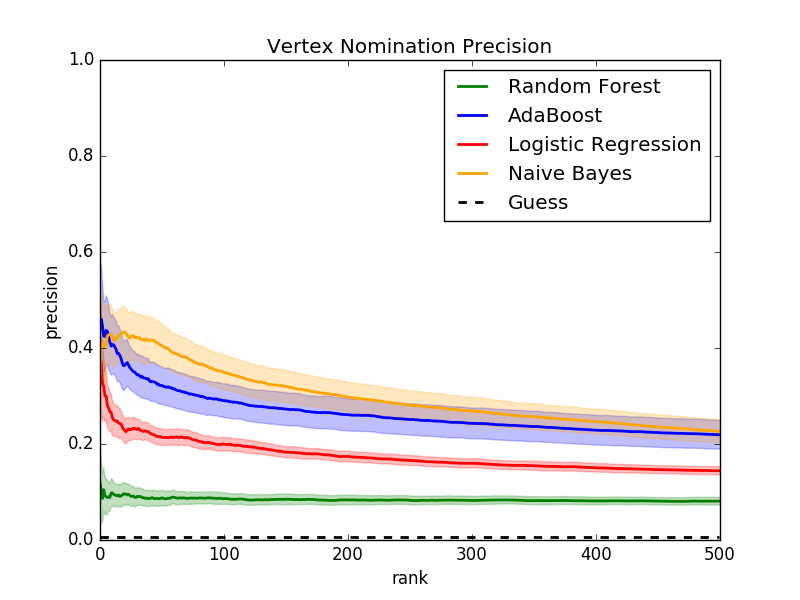 Vertex Nomination Precision
1.0
0.8
0.6
0.4
0.2
0.0
precision
Random Forest
AdaBoost
Logistic Regression
Naive Bayes
Guess
0 100 200 300 400 500
rank